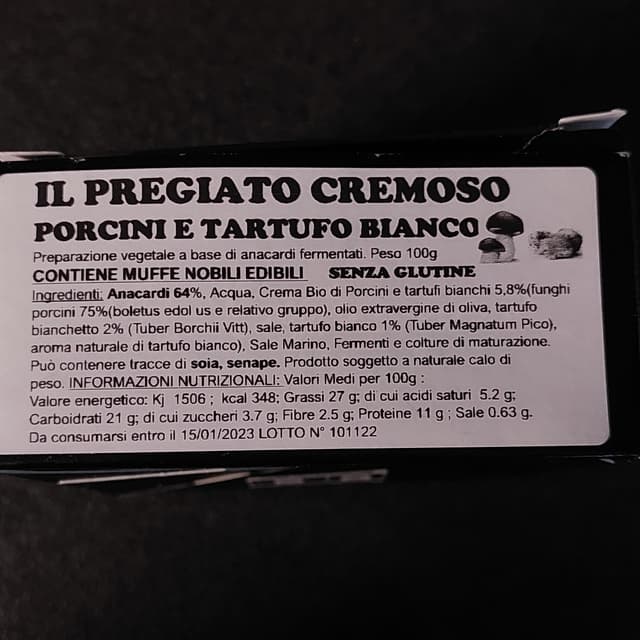 IL PREGIATO CREMOSO
PORCINI E TARTUFO BIANCO
Preparazione vegetale a base di anacardi fermentati. Peso 100g
CONTIENE MUFFE NOBILI EDIBILI SENZA GLUTINE
Ingredienti: Anacardi 64%, Acqua, Crema Bio di Porcini e tartufi bianchi 5,8%(funghi
porcini 75%(boletus edol us e relativo gruppo), olio extravergine di oliva, tartufo
bianchetto 2% (Tuber Borchii Vitt), sale, tartufo bianco 1% (Tuber Magnatum Pico),
aroma naturale di tartufo bianco), Sale Marino, Fermenti e colture di maturazione.
Può contenere tracce di soia, senape. Prodotto soggetto a naturale calo di
peso. INFORMAZIONI NUTRIZIONALI: Valori Medi per 100g :
Valore energetico: Kj 1506 ; kcal 348; Grassi 27 g; di cui acidi saturi 5.2 g;
Carboidrati 21 g; di cui zuccheri 3.7 g; Fibre 2.5 g; Proteine 11 g ; Sale 0.63 g.
Da consumarsi entro il 15/01/2023 LOTTO N° 101122